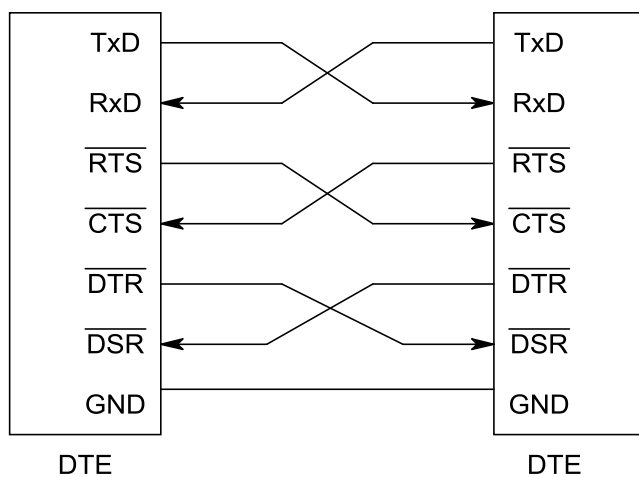 TxD TxD
RxD RxD
RTS RTS
CTS CTS
DTR DTR
DSR DSR
GND GND
DTE DTE